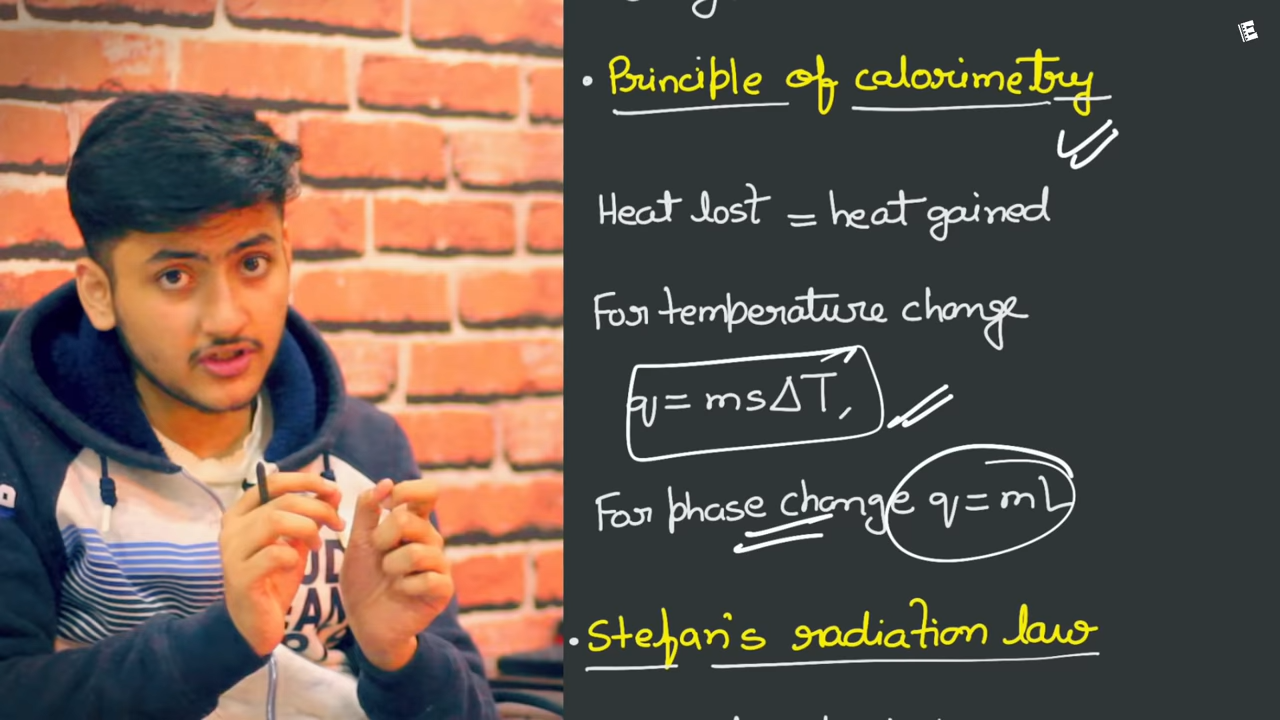 • Principle of calorimetry
Heat lost = heat gained
For temperature change
q = msΔT,
For phase change q = mL
• Stefan's radiation law